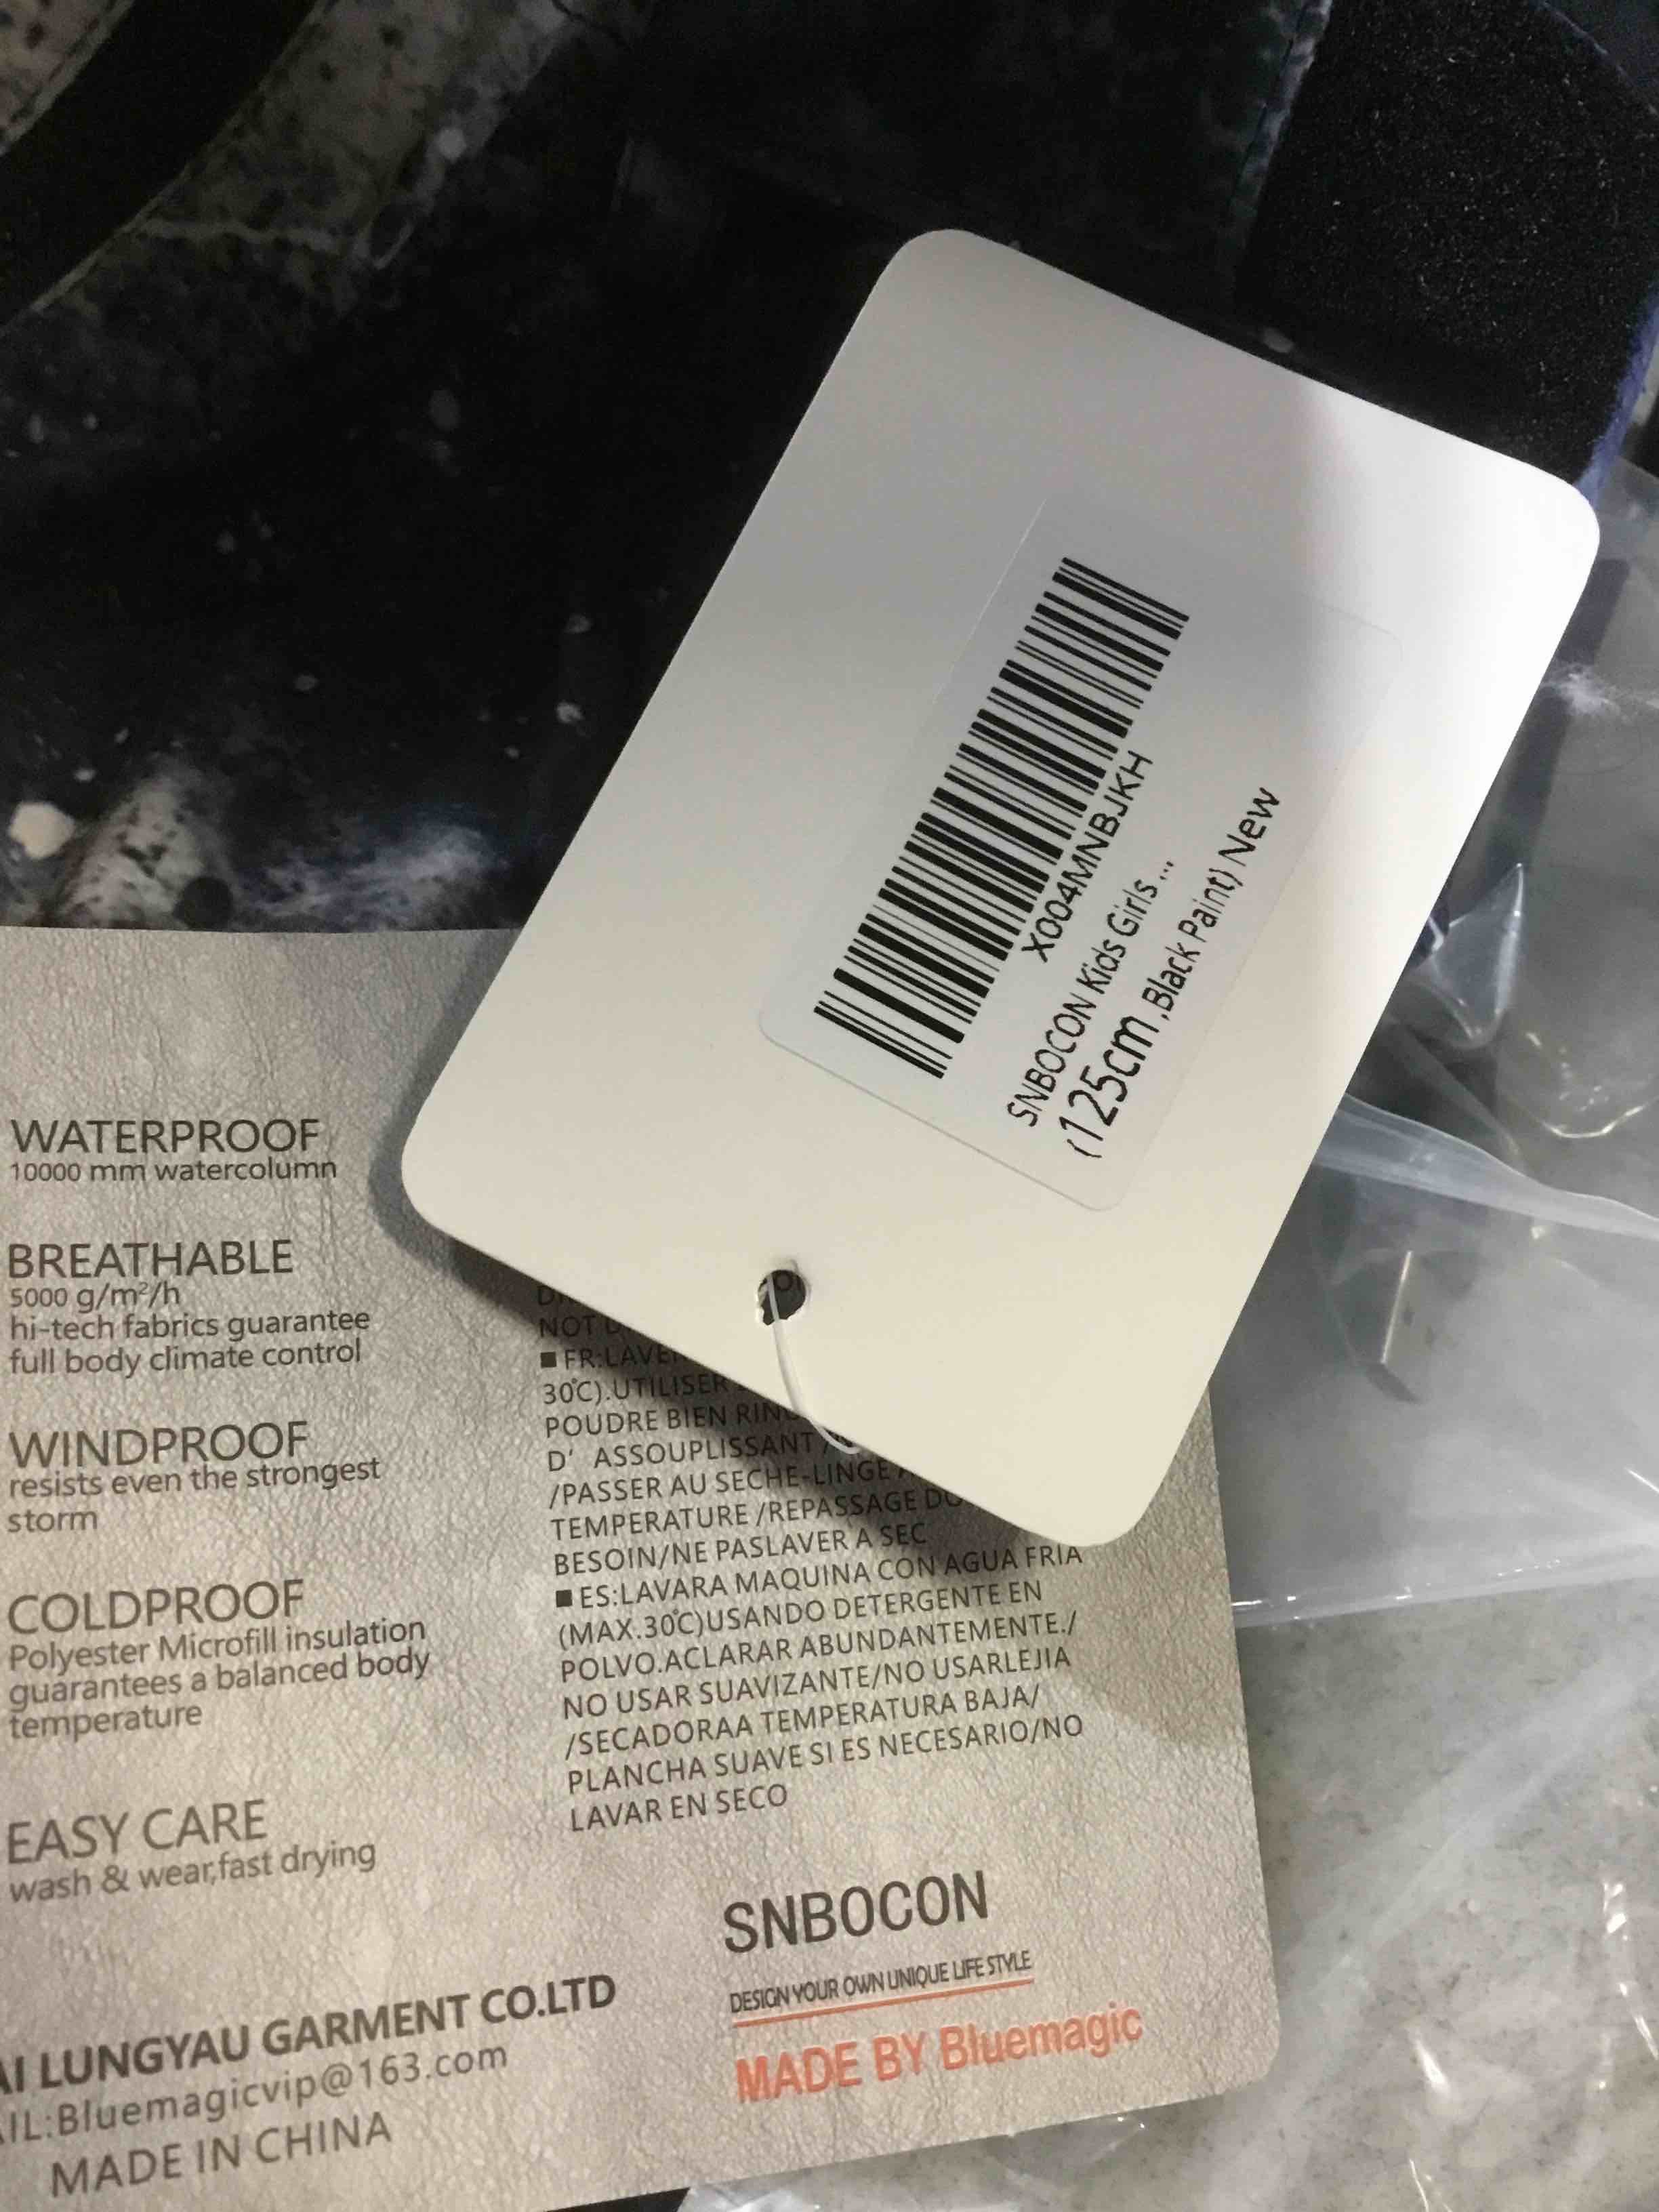 X004MNBJKH
SNBOCON Kids Girls ...
(125cm ,Black Paint) New
WATERPROOF
10000 mm watercolumn
BREATHABLE
5000 g/m²/h
hi-tech fabrics guarantee
full body climate control
WINDPROOF
resists even the strongest
storm
COLDPROOF
Polyester Microfill insulation
guarantees a balanced body
temperature
EASY CARE
wash & wear,fast drying
LUNGYAU GARMENT CO.LTD
Bluemagicvip@163.com
MADE IN CHINA
NOT
■ FR:LAVER
30℃).UTILISER
POUDRE BIEN
D' ASSOUPLISSANT
/PASSER AU SECHE-LINGE
TEMPERATURE /REPASSAGE
BESOIN/NE PASLAVER A SEC
■ ES:LAVARA MAQUINA CON AGUA FRIA
(MAX.30℃)USANDO DETERGENTE EN
POLVO.ACLARAR ABUNDANTEMENTE./
NO USAR SUAVIZANTE/NO USARLEJIA
/SECADORAA TEMPERATURA BAJA/
PLANCHA SUAVE SI ES NECESARIO/NO
LAVAR EN SECO
SNBOCON
DESIGN YOUR OWN UNIQUE LIFE STYLE
MADE BY Bluemagic